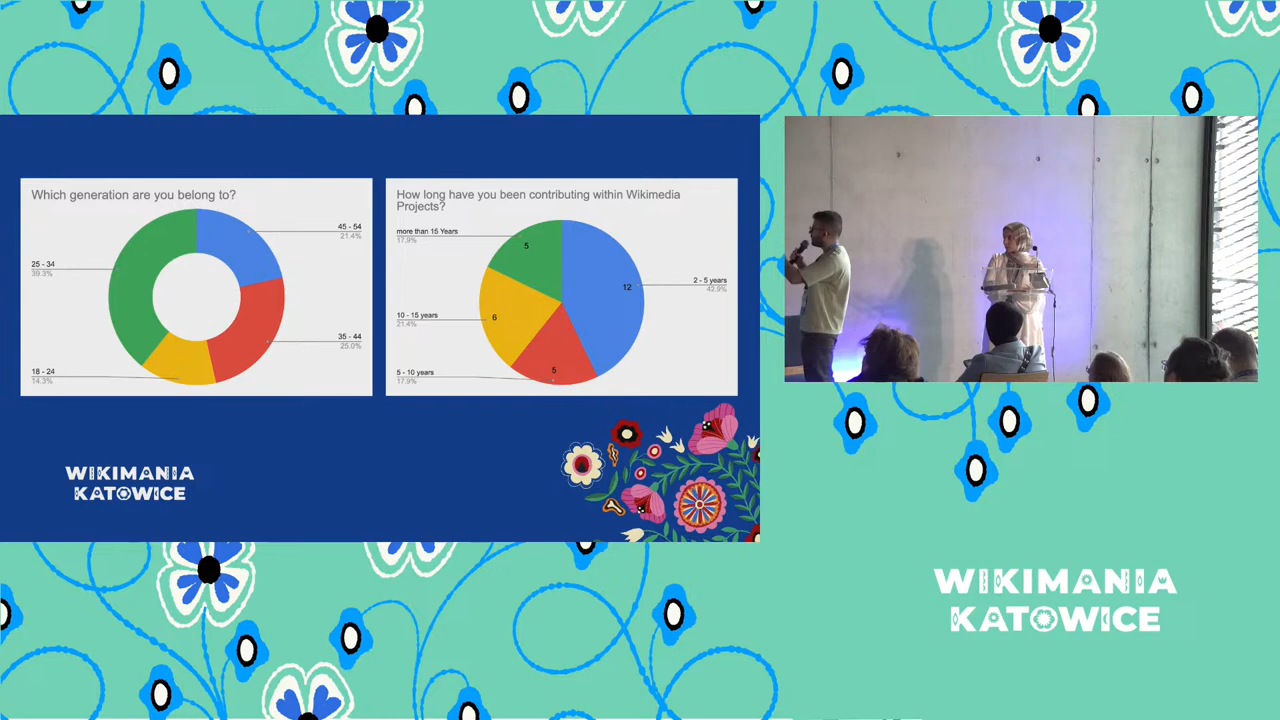 Which generation are you belong to?
45 - 54
21.4%
25 - 34
39.3%
35 - 44
25.0%
18 - 24
14.3%
How long have you been contributing within Wikimedia
Projects?
more than 15 Years
17.9%
5
12
2 - 5 years
42.9%
10 - 15 years
21.4%
6
5 - 10 years
17.9%
5
WIKIMANIA
KATOWICE
WIKIMANIA
KATOWICE